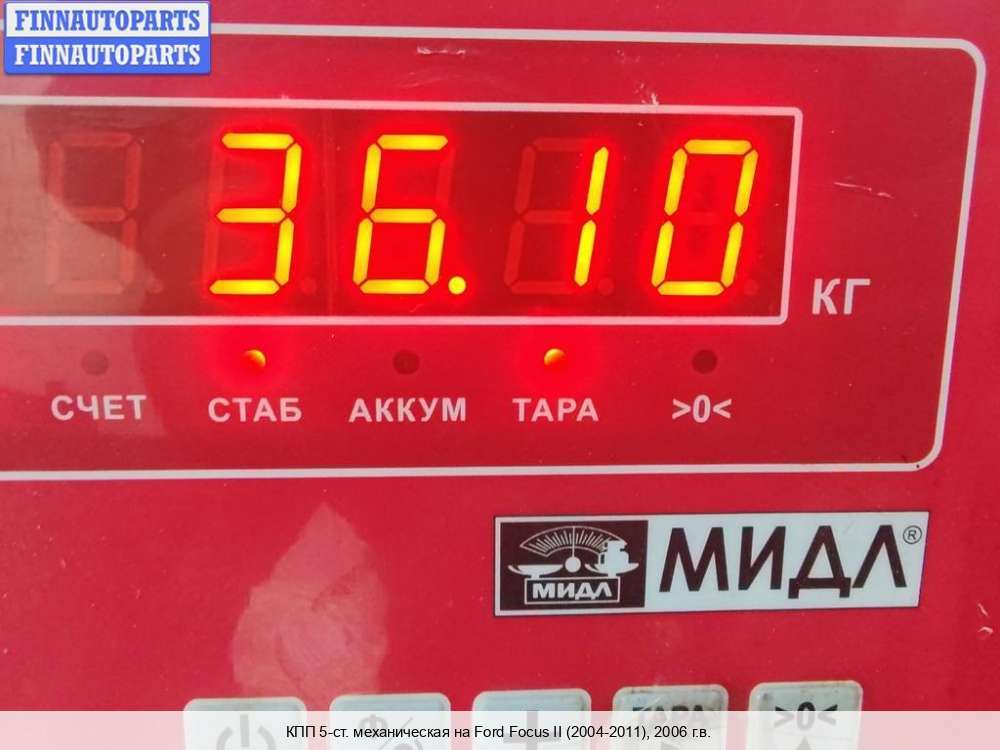 FINNAUTOPARTS
FINNAUTOPARTS
36.10
КГ
СЧЕТ СТАБ АККУМ ТАРА >0<
МИДЛ МИДЛ®
ТАРА >0<
КПП 5-ст. механическая на Ford Focus II (2004-2011), 2006 г.в.